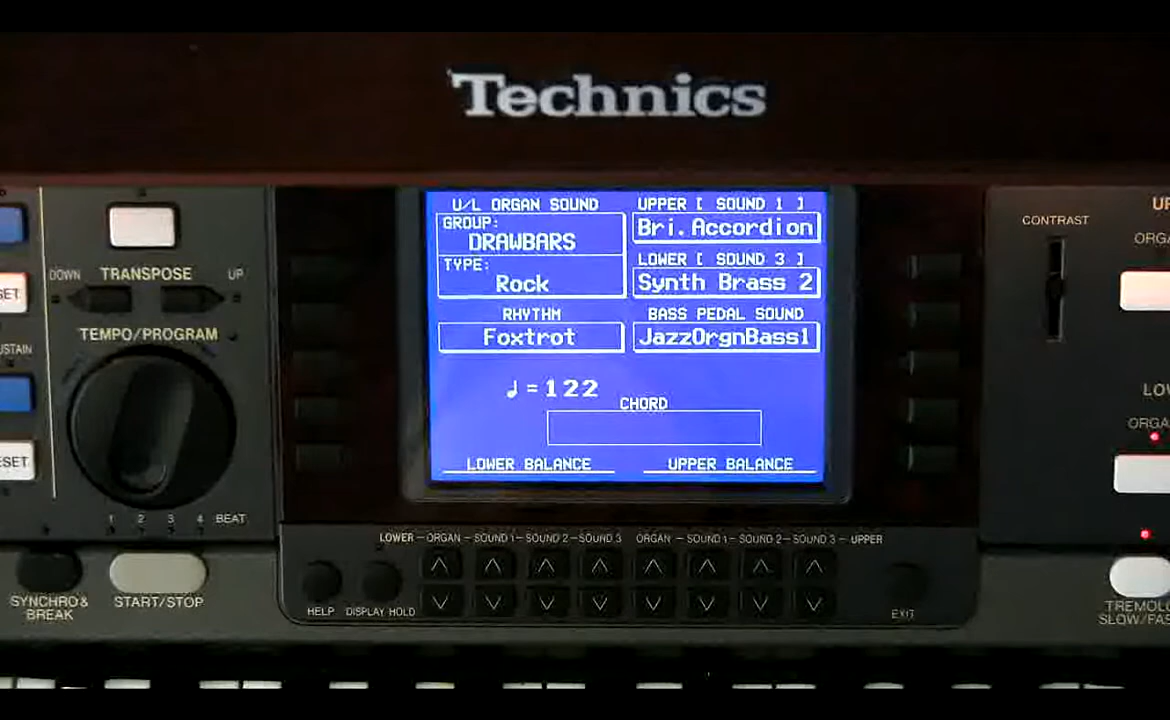 Technics
U/L ORGAN SOUND
GROUP:
DRAWBARS
TYPE:
Rock
RHYTHM
Foxtrot
UPPER [ SOUND 1 ]
Bri.Accordion
LOWER [ SOUND 3 ]
Synth Brass 2
BASS PEDAL SOUND
JazzOrgnBass1
♩=122
CHORD
LOWER BALANCE
UPPER BALANCE
DOWN TRANSPOSE UP
TEMPO/PROGRAM
1 2 3 4 BEAT
SYNCHRO &
BREAK
START/STOP
CONTRAST
LOWER – ORGAN – SOUND 1 – SOUND 2 – SOUND 3 ORGAN – SOUND 1 – SOUND 2 – SOUND 3 – UPPER
HELP
DISPLAY HOLD
EXIT
SLOW/FAS